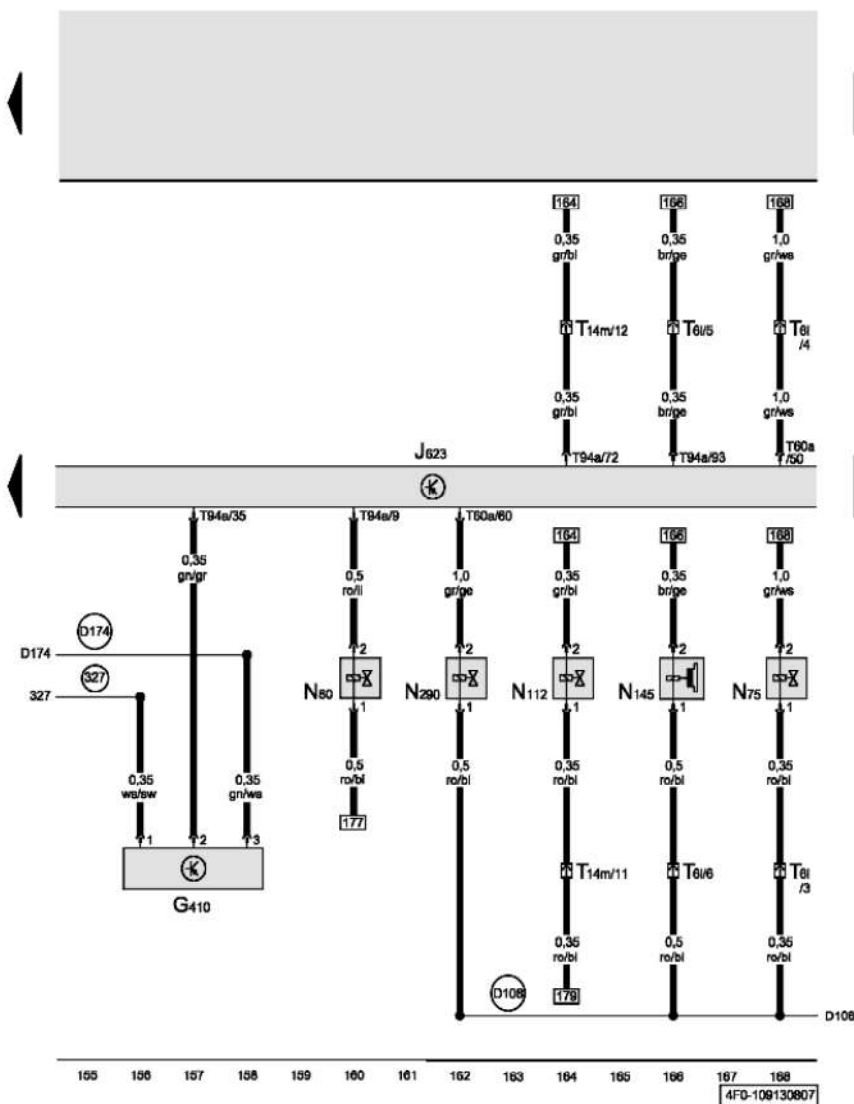 164 166 168
0,35 0,35 1,0
gr/bl br/ge gr/ws
T14m/12 T6i/5 T6i
/4
0,35 0,35 1,0
gr/bl br/ge gr/ws
J623 T60a
T94a/72 T94a/93 /50
T94a/35 T94a/9 T60a/60
164 166 168
0,35
gn/gr
0,5 1,0 0,35 0,35 1,0
ro/li gr/ge gr/bl br/ge gr/ws
D174
D174
2 2 2 2 2
327
327
N80 N290 N112 N145 N75
1 1 1 1 1
0,35 0,35 0,5 0,5 0,35 0,5 0,35
ws/sw gn/ws ro/bl ro/bl ro/bl ro/bl ro/bl
177
1 2 3
T14m/11 T6i/6 T6i
/3
G410
0,35 0,5 0,35
ro/bl ro/bl ro/bl
D108
179
D108
155 156 157 158 159 160 161 162 163 164 165 166 167 168
4F0-109130807